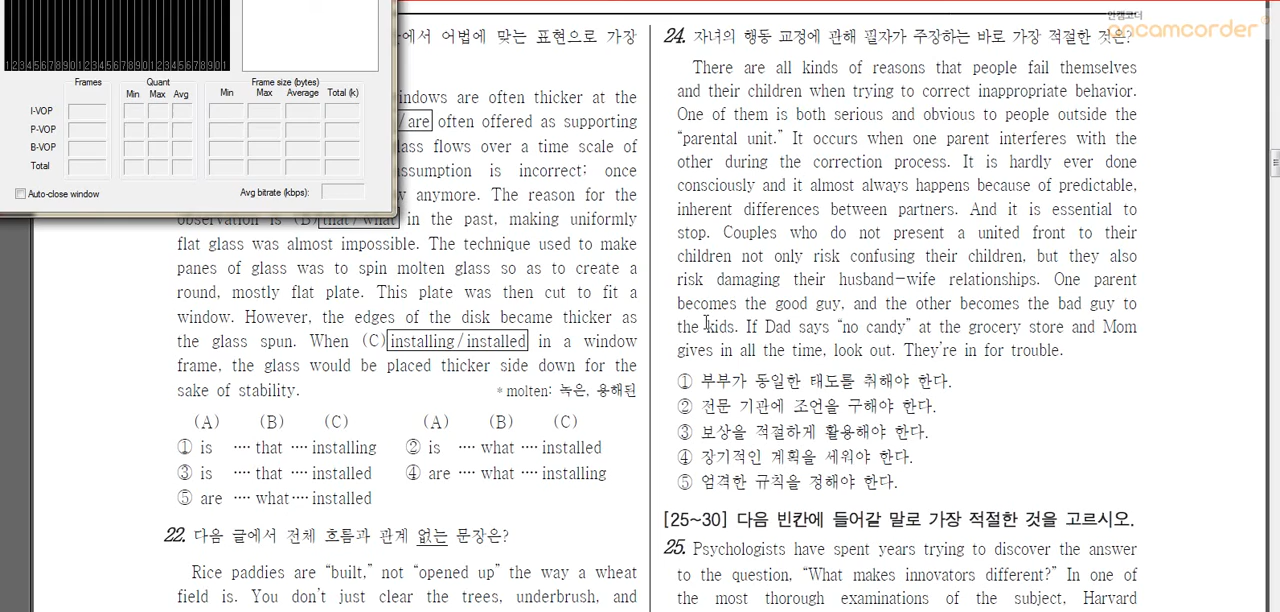 Frames
Quant
Frame size (bytes)
Min Max Avg
Min Max Average Total (k)
I-VOP
P-VOP
B-VOP
Total
Auto-close window
Avg bitrate (kbps):
에서 어법에 맞는 표현으로 가장
indows are often thicker at the
/are often offered as supporting
ass flows over a time scale of
ssumption is incorrect; once
anymore. The reason for the
observation is (B) that/what in the past, making uniformly
flat glass was almost impossible. The technique used to make
panes of glass was to spin molten glass so as to create a
round, mostly flat plate. This plate was then cut to fit a
window. However, the edges of the disk became thicker as
the glass spun. When (C) installing/installed in a window
frame, the glass would be placed thicker side down for the
sake of stability. * molten: 녹은, 용해된
(A) (B) (C) (A) (B) (C)
① is ···· that ···· installing ② is ···· what ···· installed
③ is ···· that ···· installed ④ are ···· what ···· installing
⑤ are ···· what ···· installed
22. 다음 글에서 전체 흐름과 관계 없는 문장은?
Rice paddies are “built,” not “opened up” the way a wheat
field is. You don’t just clear the trees, underbrush, and
안캠코더
ancamcorder
24. 자녀의 행동 교정에 관해 필자가 주장하는 바로 가장 적절한 것은?
There are all kinds of reasons that people fail themselves
and their children when trying to correct inappropriate behavior.
One of them is both serious and obvious to people outside the
“parental unit.” It occurs when one parent interferes with the
other during the correction process. It is hardly ever done
consciously and it almost always happens because of predictable,
inherent differences between partners. And it is essential to
stop. Couples who do not present a united front to their
children not only risk confusing their children, but they also
risk damaging their husband-wife relationships. One parent
becomes the good guy, and the other becomes the bad guy to
the kids. If Dad says “no candy” at the grocery store and Mom
gives in all the time, look out. They’re in for trouble.
① 부부가 동일한 태도를 취해야 한다.
② 전문 기관에 조언을 구해야 한다.
③ 보상을 적절하게 활용해야 한다.
④ 장기적인 계획을 세워야 한다.
⑤ 엄격한 규칙을 정해야 한다.
[25~30] 다음 빈칸에 들어갈 말로 가장 적절한 것을 고르시오.
25. Psychologists have spent years trying to discover the answer
to the question, “What makes innovators different?” In one of
the most thorough examinations of the subject, Harvard